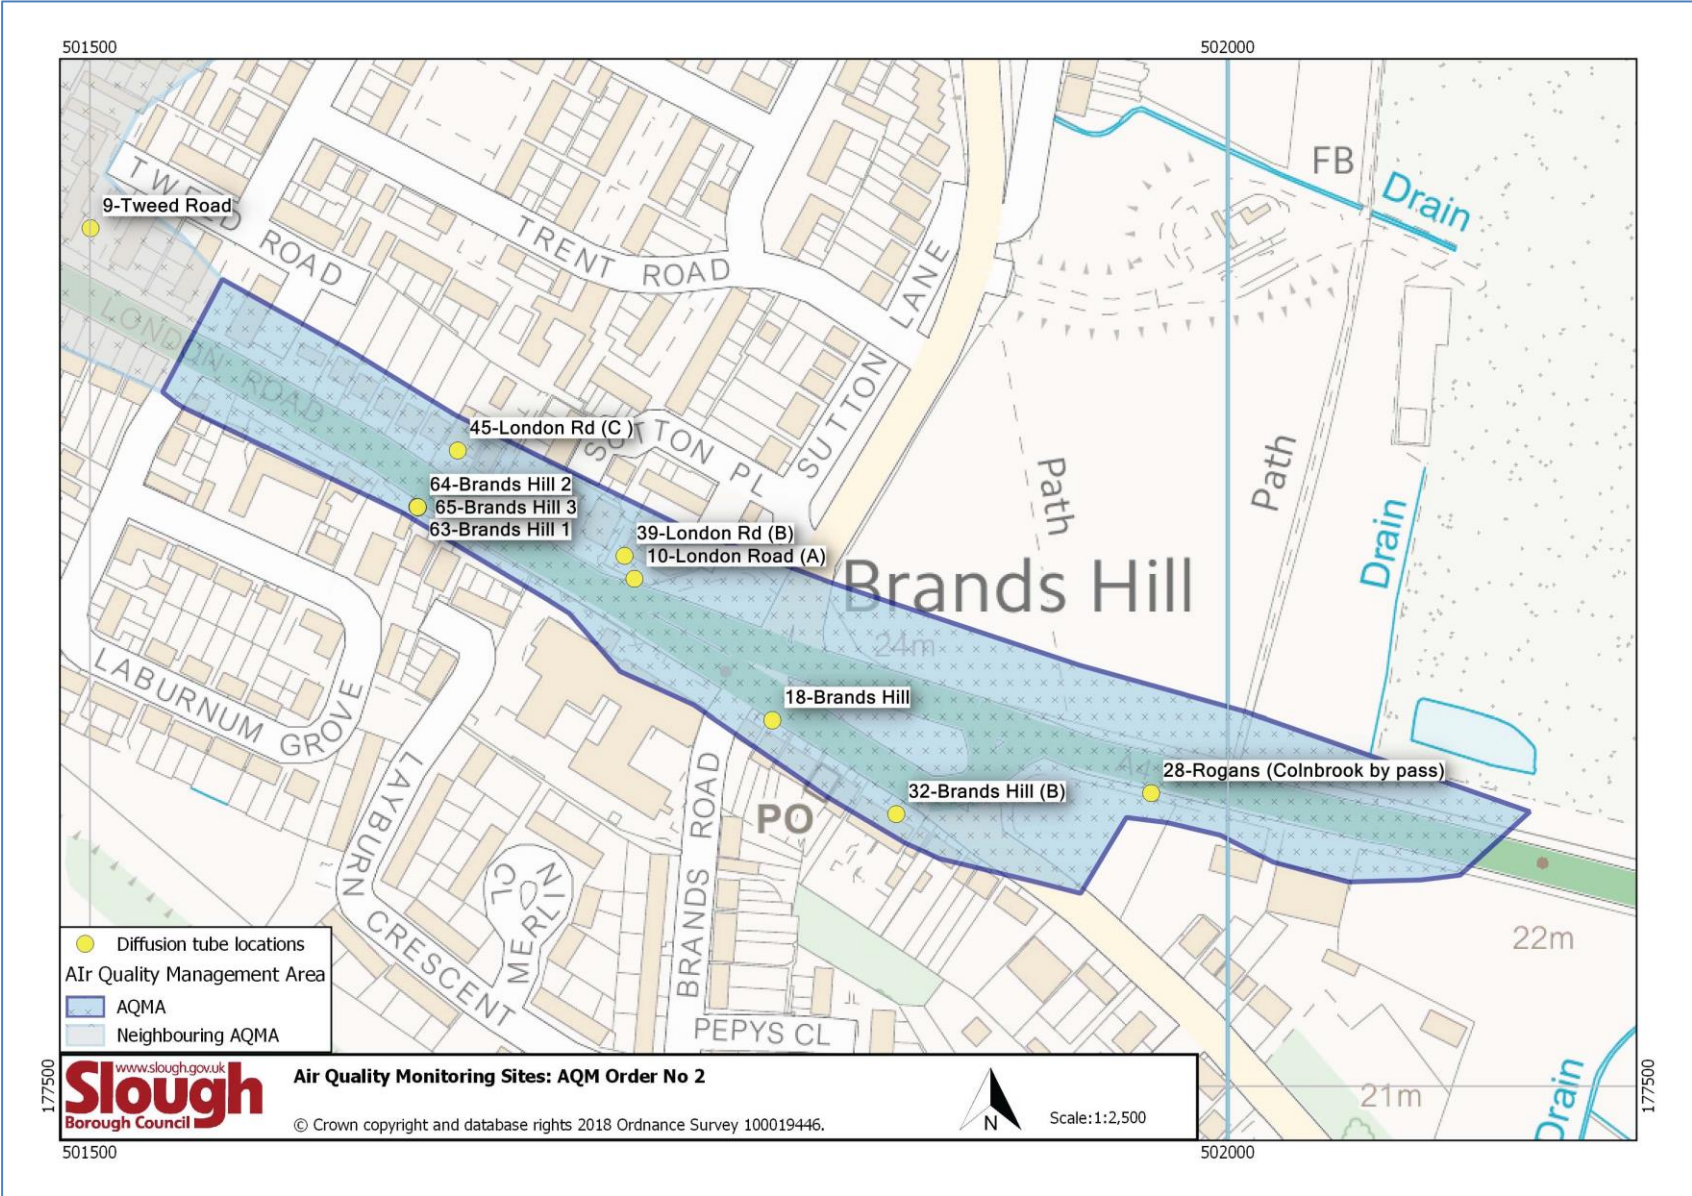 501500
502000
FB
Drain
TWEED ROAD
9-Tweed Road
TRENT ROAD
LANE
SUTTON
LONDON ROAD
45-London Rd (C )
SUTTON PL
Path
Path
64-Brands Hill 2
65-Brands Hill 3
63-Brands Hill 1
39-London Rd (B)
10-London Road (A)
Drain
Brands Hill
24m
LABURNUM GROVE
18-Brands Hill
A4
28-Rogans (Colnbrook by pass)
32-Brands Hill (B)
PO
LAYBURN CRESCENT
MERLIN CL
BRANDS ROAD
22m
PEPYS CL
21m
Drain
Diffusion tube locations
AIr Quality Management Area
AQMA
Neighbouring AQMA
177500
177500
www.slough.gov.uk
Slough
Borough Council
Air Quality Monitoring Sites: AQM Order No 2
© Crown copyright and database rights 2018 Ordnance Survey 100019446.
N
Scale:1:2,500
501500
502000